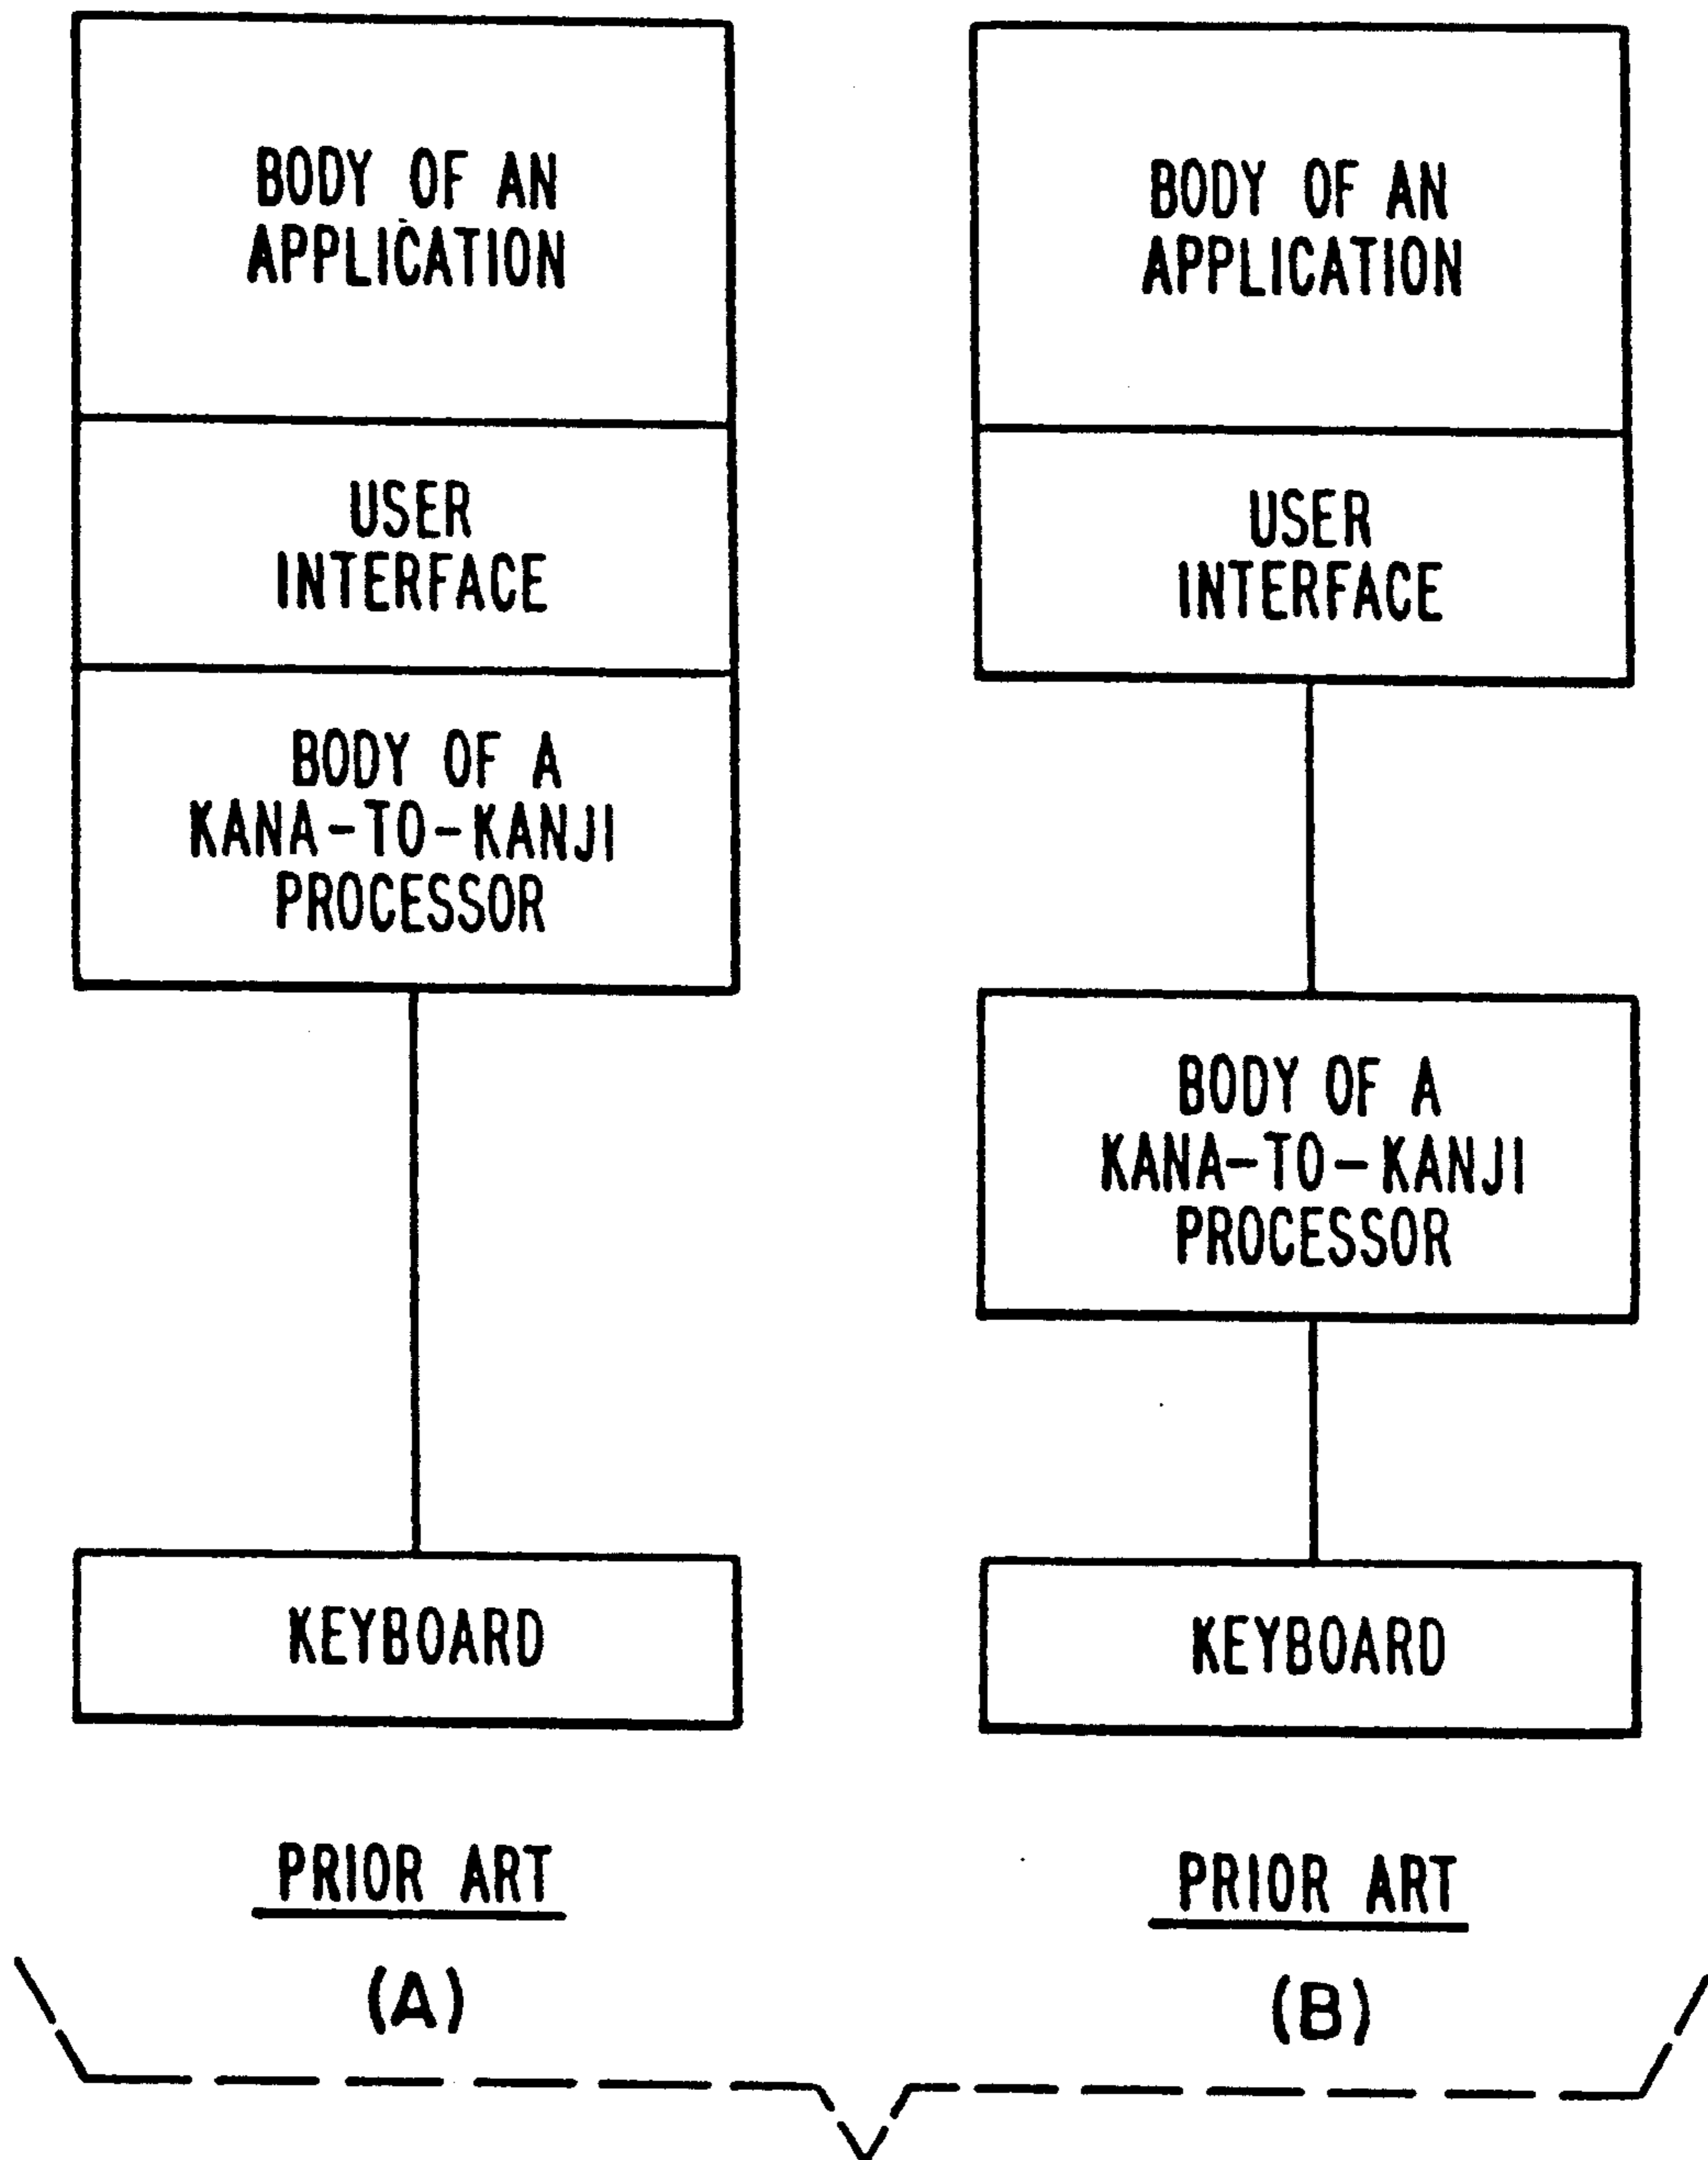 BODY OF AN
APPLICATION
USER
INTERFACE
BODY OF A
KANA-TO-KANJI
PROCESSOR
KEYBOARD
PRIOR ART
(A)
BODY OF AN
APPLICATION
USER
INTERFACE
BODY OF A
KANA-TO-KANJI
PROCESSOR
KEYBOARD
PRIOR ART
(B)